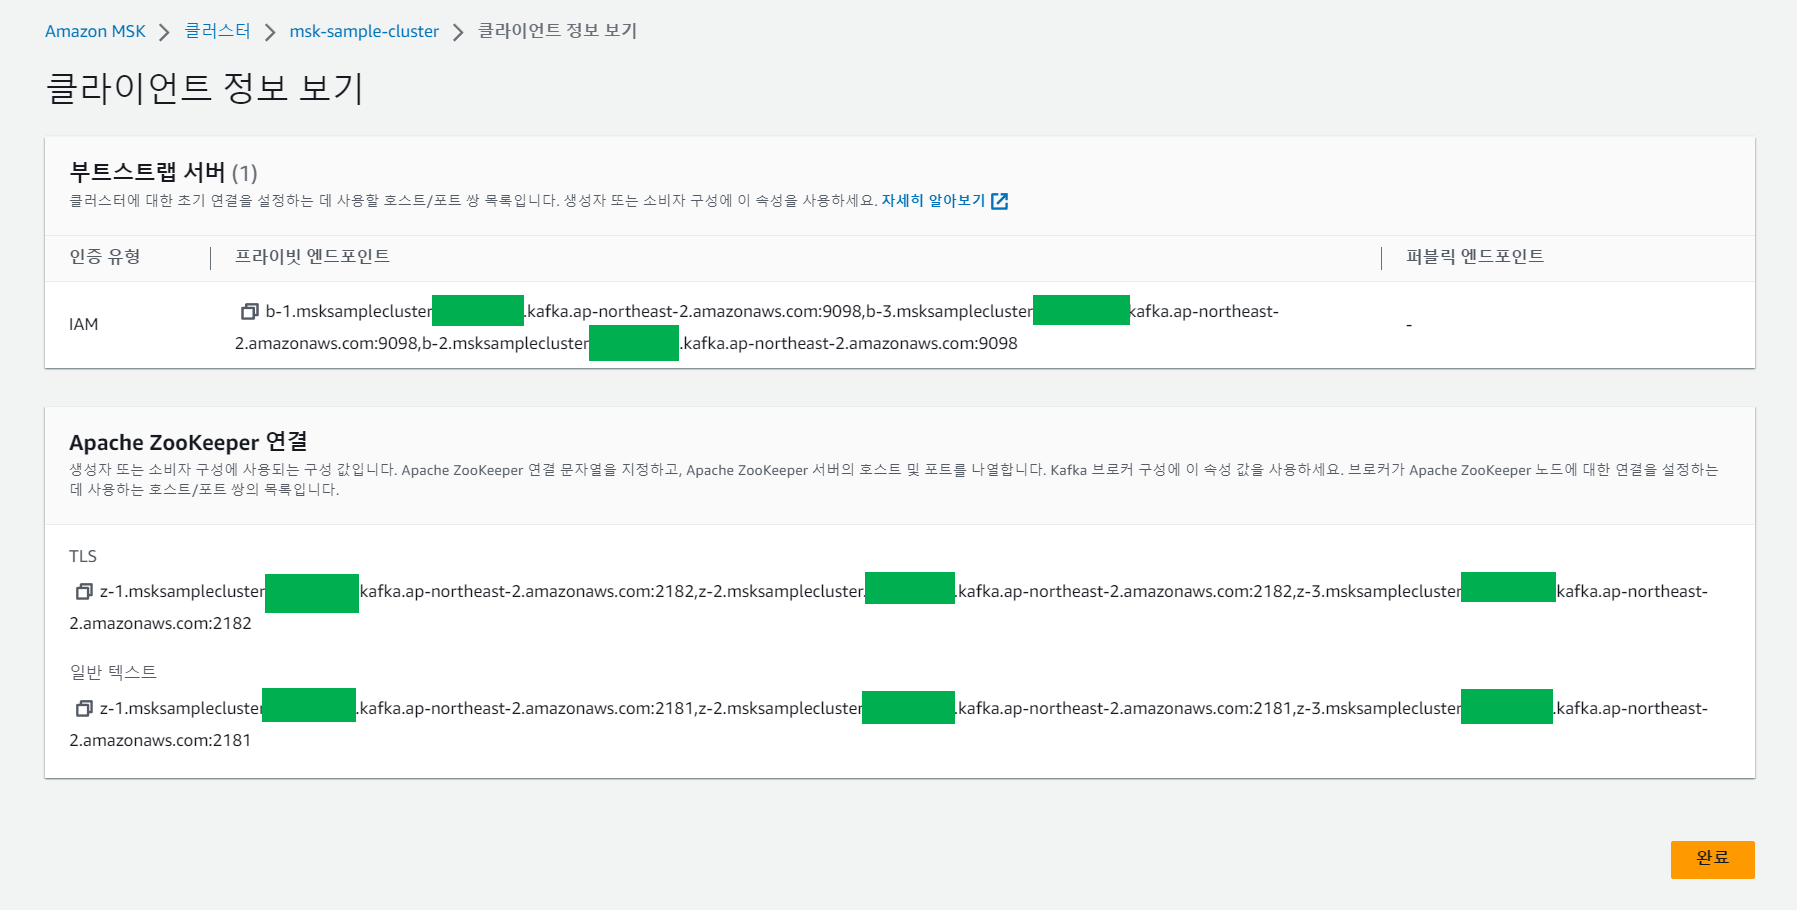 Amazon MSK > 클러스터 > msk-sample-cluster > 클라이언트 정보 보기
클라이언트 정보 보기
부트스트랩 서버 (1)
클러스터에 대한 초기 연결을 설정하는 데 사용할 호스트/포트 쌍 목록입니다. 생성자 또는 소비자 구성에 이 속성을 사용하세요. 자세히 알아보기
인증 유형 프라이빗 엔드포인트 퍼블릭 엔드포인트
b-1.msksamplecluster .kafka.ap-northeast-2.amazonaws.com:9098,b-3.msksamplecluster kafka.ap-northeast-
IAM -
2.amazonaws.com:9098,b-2.msksamplecluster .kafka.ap-northeast-2.amazonaws.com:9098
Apache ZooKeeper 연결
생성자 또는 소비자 구성에 사용되는 구성 값입니다. Apache ZooKeeper 연결 문자열을 지정하고, Apache ZooKeeper 서버의 호스트 및 포트를 나열합니다. Kafka 브로커 구성에 이 속성 값을 사용하세요. 브로커가 Apache ZooKeeper 노드에 대한 연결을 설정하는
데 사용하는 호스트/포트 쌍의 목록입니다.
TLS
z-1.msksamplecluster kafka.ap-northeast-2.amazonaws.com:2182,z-2.msksamplecluster. .kafka.ap-northeast-2.amazonaws.com:2182,z-3.msksamplecluster kafka.ap-northeast-
2.amazonaws.com:2182
일반 텍스트
z-1.msksamplecluster .kafka.ap-northeast-2.amazonaws.com:2181,z-2.msksamplecluster .kafka.ap-northeast-2.amazonaws.com:2181,z-3.msksamplecluster .kafka.ap-northeast-
2.amazonaws.com:2181
완료